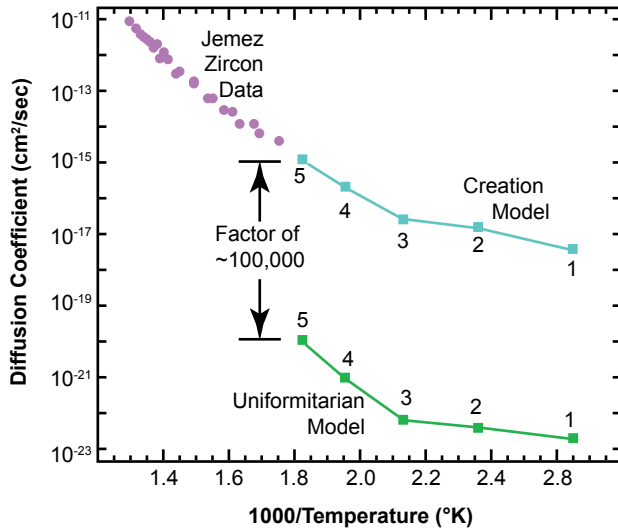 10-11
Jemez
Zircon
Data
10-13
10-15
5
4
3
2
1
Creation
Model
10-17
Factor of
~100,000
10-19
5
4
3
2
1
10-21
Uniformitarian
Model
10-23
1.4
1.6
1.8
2.0
2.2
2.4
2.6
2.8
Diffusion Coefficient (cm2/sec)
1000/Temperature (°K)